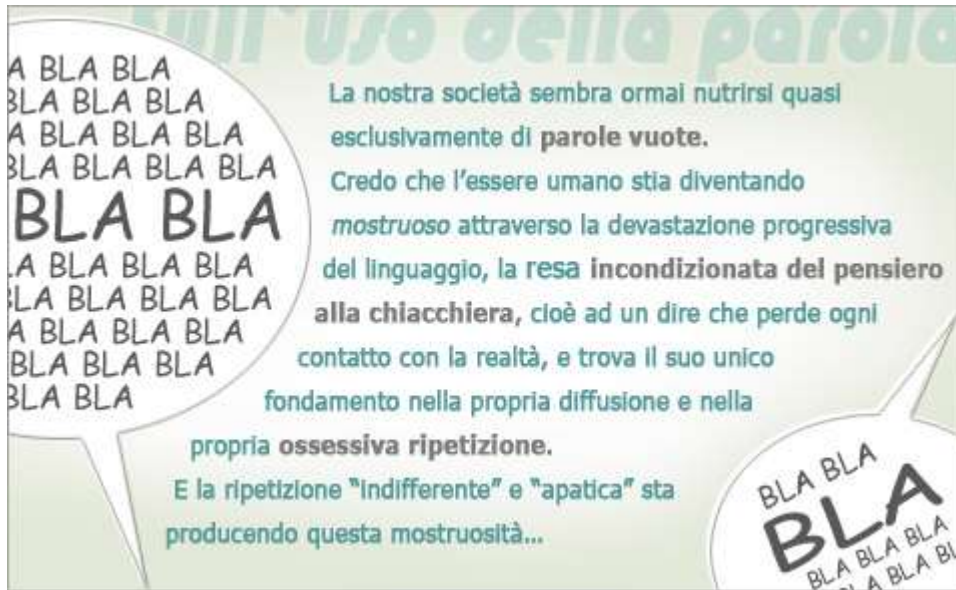 sull'uso della parola
A BLA BLA
BLA BLA BLA
A BLA BLA BLA
BLA BLA BLA BLA
BLA BLA
LA BLA BLA BLA
BLA BLA BLA BLA
A BLA BLA BLA
BLA BLA BLA
BLA BLA
La nostra società sembra ormai nutrirsi quasi
esclusivamente di parole vuote.
Credo che l'essere umano stia diventando
mostruoso attraverso la devastazione progressiva
del linguaggio, la resa incondizionata del pensiero
alla chiacchiera, cioè ad un dire che perde ogni
contatto con la realtà, e trova il suo unico
fondamento nella propria diffusione e nella
propria ossessiva ripetizione.
E la ripetizione "indifferente" e "apatica" sta
producendo questa mostruosità...
BLA BLA
BLA
BLA BLA BLA
BLA BLA BL